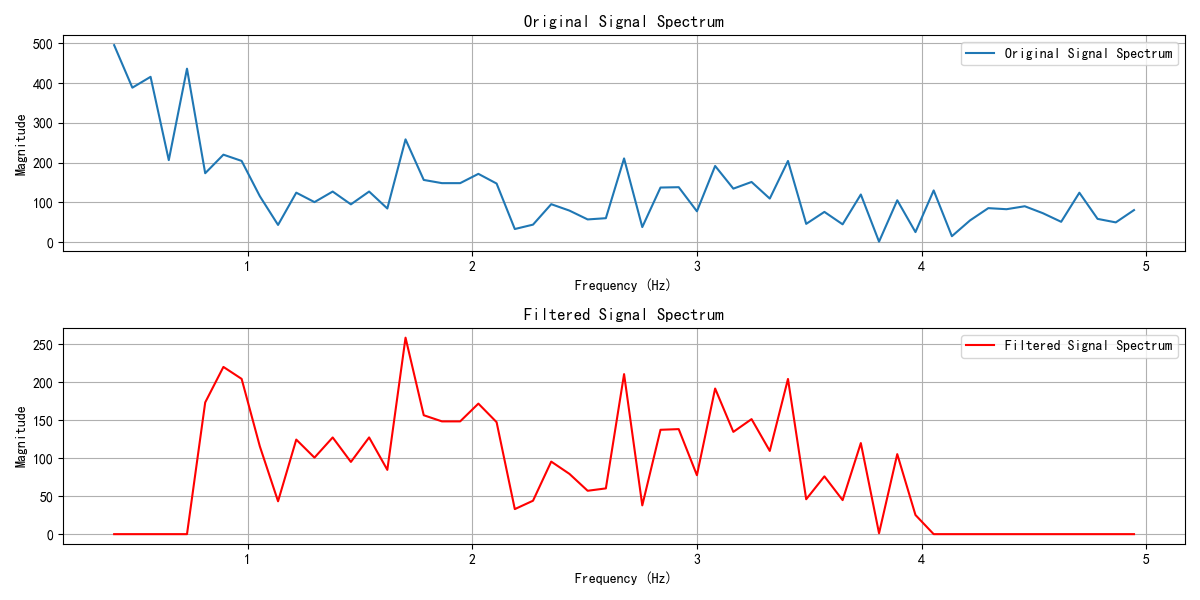 Original Signal Spectrum
500
400
300
200
100
0
Magnitude
Original Signal Spectrum
1 2 3 4 5
Frequency (Hz)
Filtered Signal Spectrum
250
200
150
100
50
0
Magnitude
Filtered Signal Spectrum
1 2 3 4 5
Frequency (Hz)